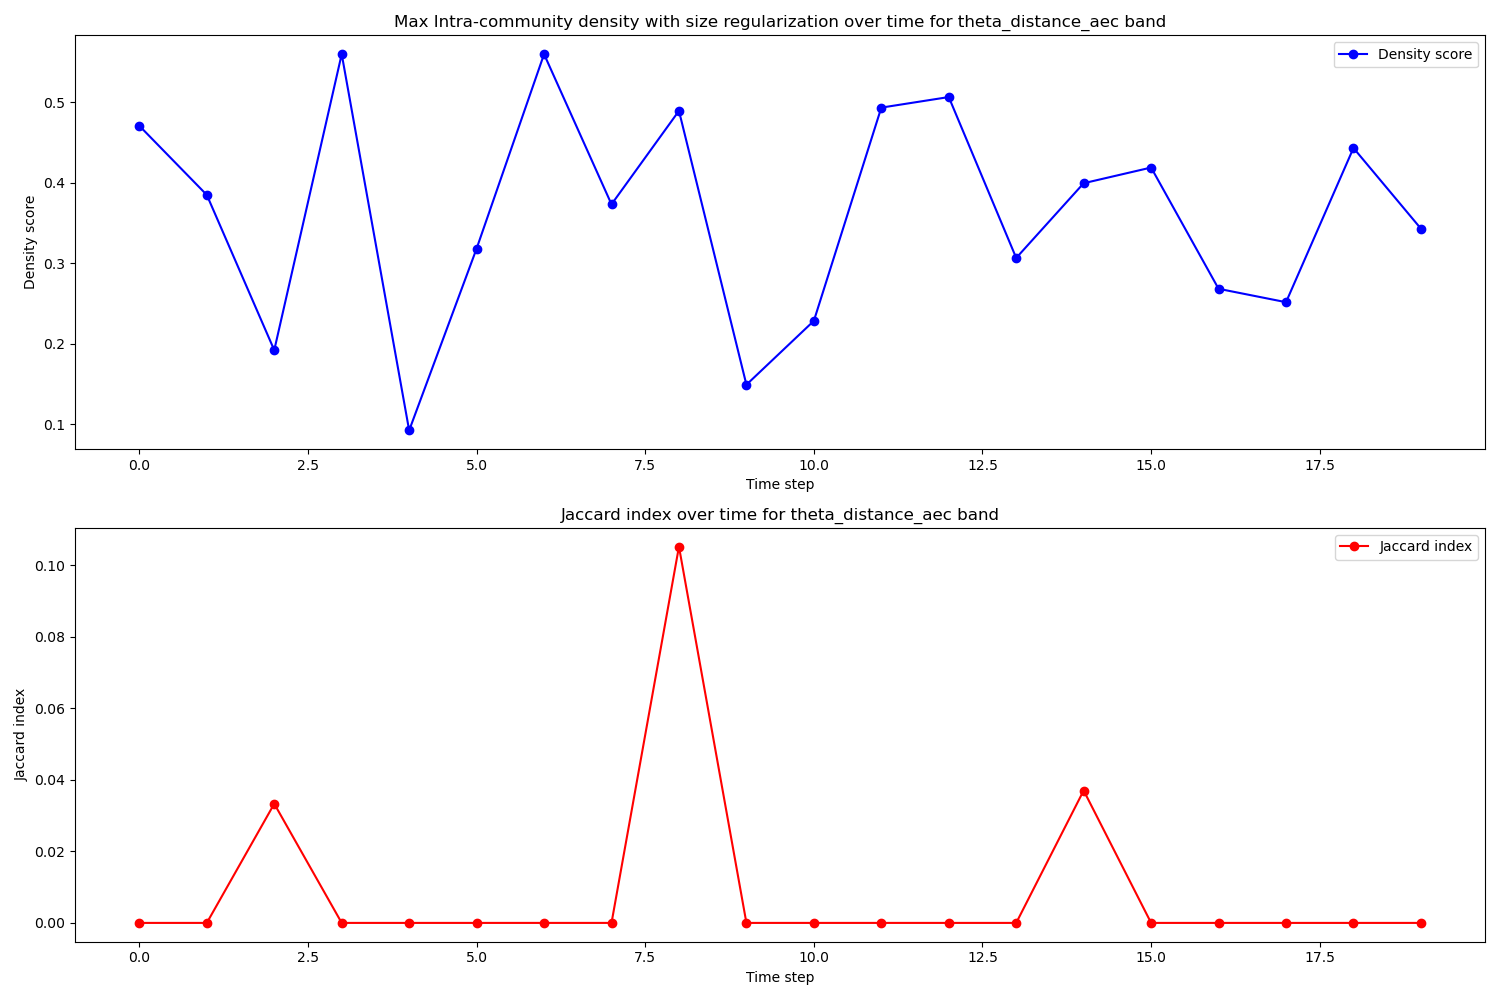 Max Intra-community density with size regularization over time for theta_distance_aec band
Density score
Density score
0.5
0.4
0.3
0.2
0.1
0.0 2.5 5.0 7.5 10.0 12.5 15.0 17.5
Time step
Jaccard index over time for theta_distance_aec band
Jaccard index
Jaccard index
0.10
0.08
0.06
0.04
0.02
0.00
0.0 2.5 5.0 7.5 10.0 12.5 15.0 17.5
Time step